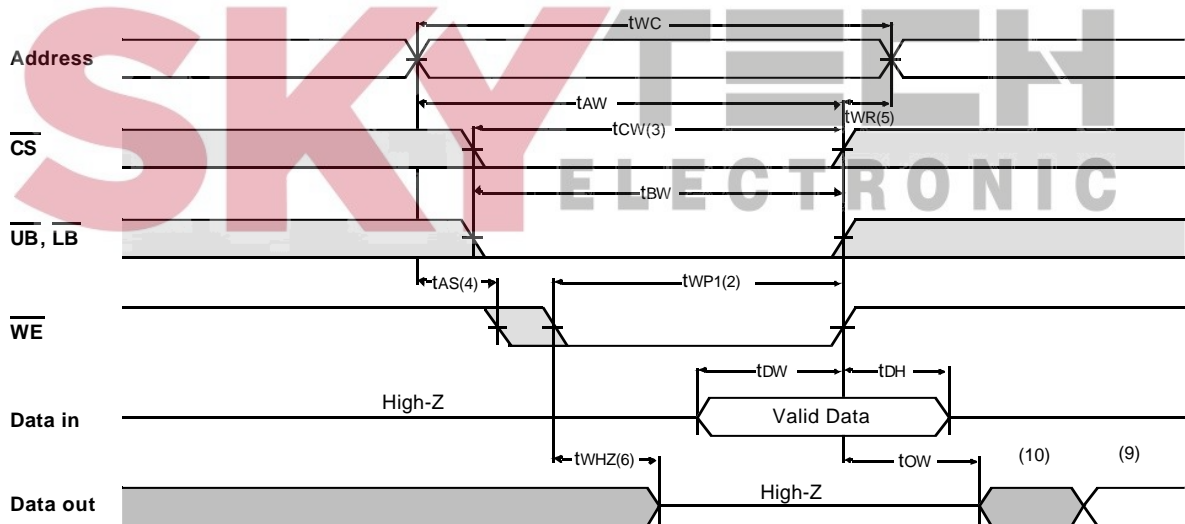 SKYTECH
ELECTRONIC
tWC
Address
tAW
tWR(5)
tCW(3)
CS
tBW
UB, LB
tAS(4)
tWP1(2)
WE
tDW
tDH
High-Z
Data in
Valid Data
tWHZ(6)
tOW
(10)
(9)
High-Z
Data out